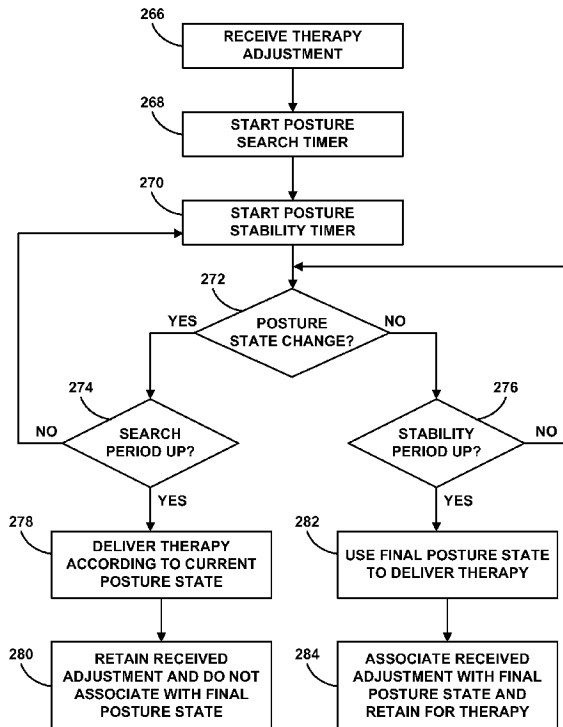 266
RECEIVE THERAPY
ADJUSTMENT
268
START POSTURE
SEARCH TIMER
270
START POSTURE
STABILITY TIMER
272
YES
POSTURE
STATE CHANGE?
NO
274
276
NO
SEARCH
PERIOD UP?
STABILITY
PERIOD UP?
NO
YES
YES
278
DELIVER THERAPY
ACCORDING TO CURRENT
POSTURE STATE
282
USE FINAL POSTURE STATE
TO DELIVER THERAPY
280
RETAIN RECEIVED
ADJUSTMENT AND DO NOT
ASSOCIATE WITH FINAL
POSTURE STATE
284
ASSOCIATE RECEIVED
ADJUSTMENT WITH FINAL
POSTURE STATE AND
RETAIN FOR THERAPY